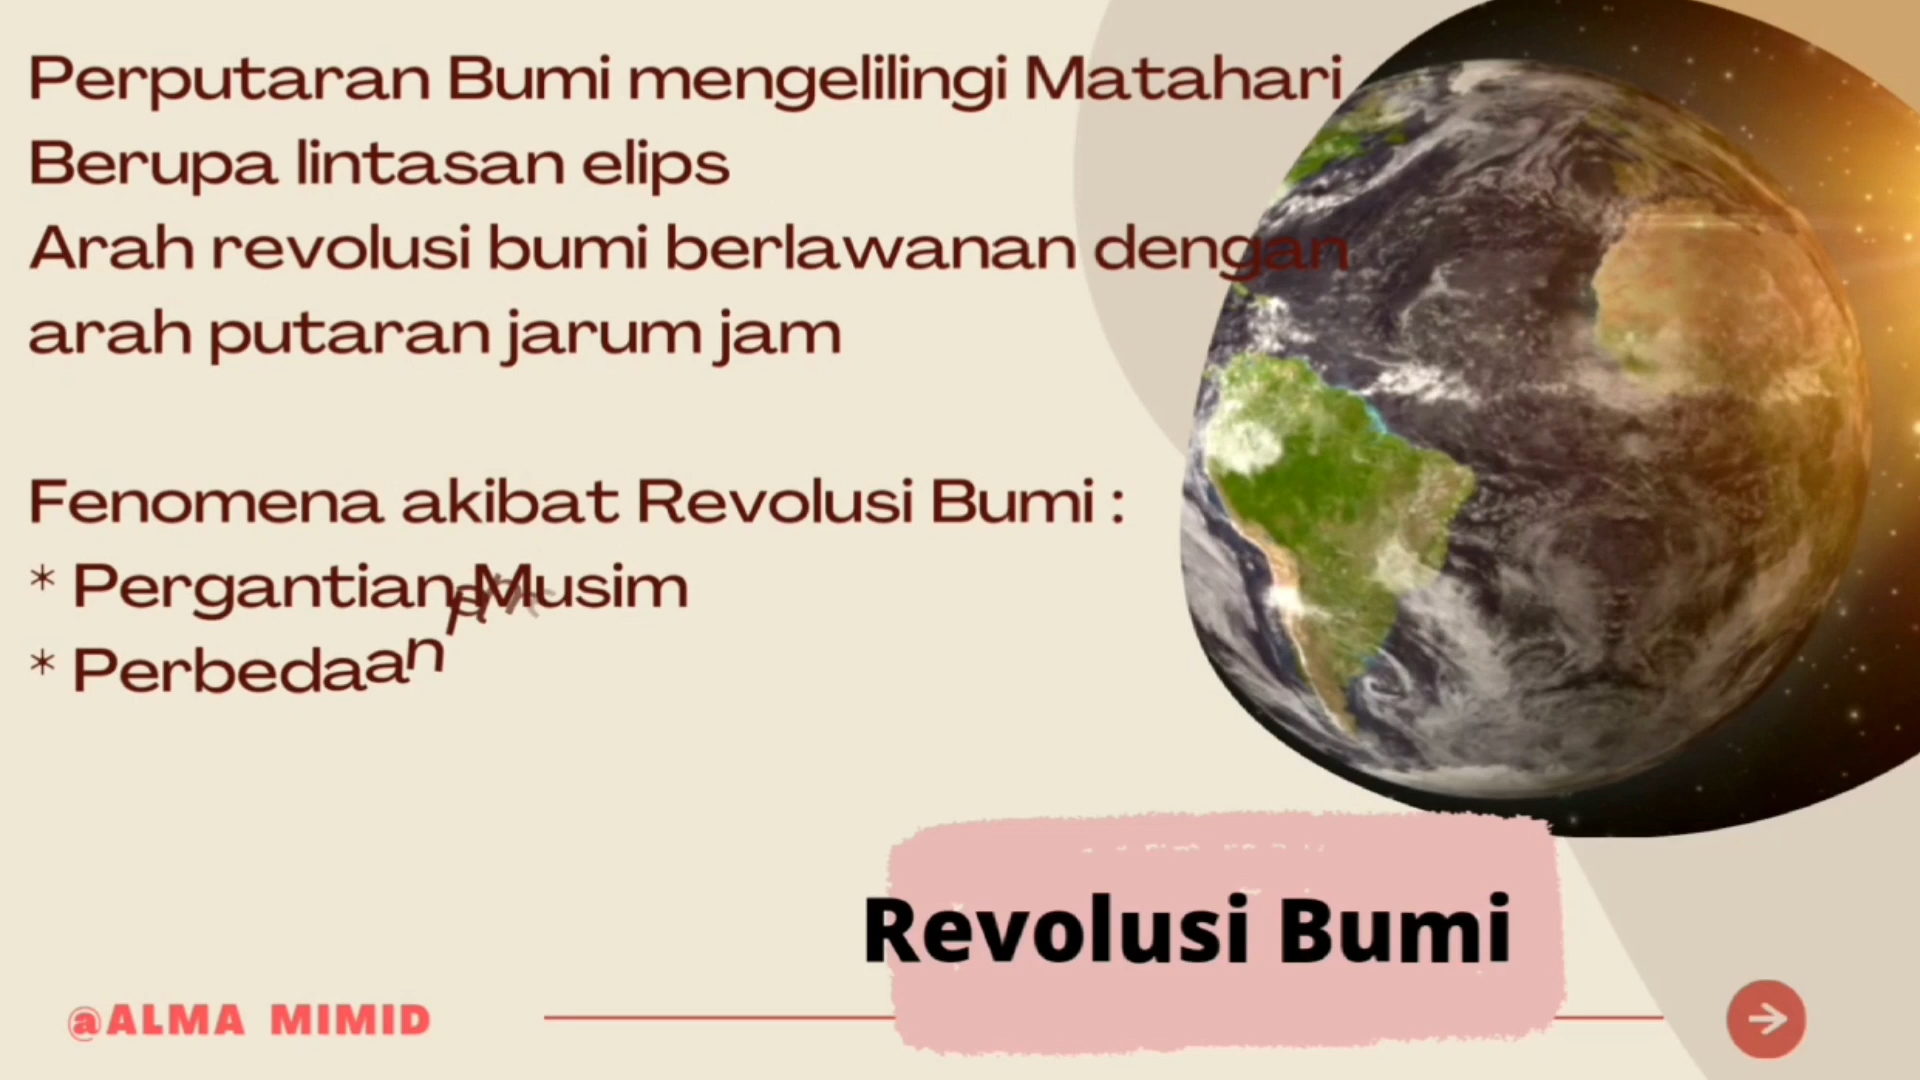 Perputaran Bumi mengelilingi Matahari
Berupa lintasan elips
Arah revolusi bumi berlawanan dengan
arah putaran jarum jam
Fenomena akibat Revolusi Bumi :
* Pergantian Musim
* Perbedaan
Revolusi Bumi
@ALMA MIMID